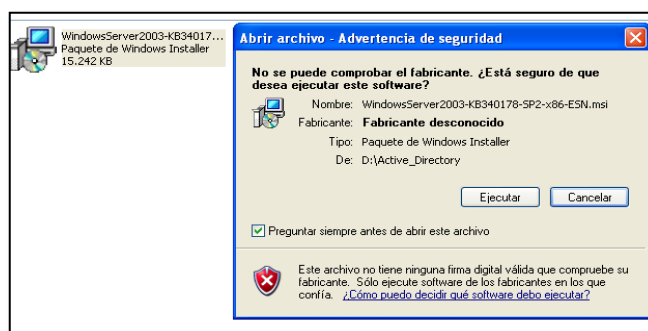 WindowsServer2003-KB34017...
Paquete de Windows Installer
15.242 KB
Abrir archivo - Advertencia de seguridad
No se puede comprobar el fabricante. ¿Está seguro de que
desea ejecutar este software?
Nombre: WindowsServer2003-KB340178-SP2-x86-ESN.msi
Fabricante: Fabricante desconocido
Tipo: Paquete de Windows Installer
De: D:\Active_Directory
Ejecutar Cancelar
Preguntar siempre antes de abrir este archivo
Este archivo no tiene ninguna firma digital válida que compruebe su
fabricante. Sólo ejecute software de los fabricantes en los que
confía. ¿Cómo puedo decidir qué software debo ejecutar?